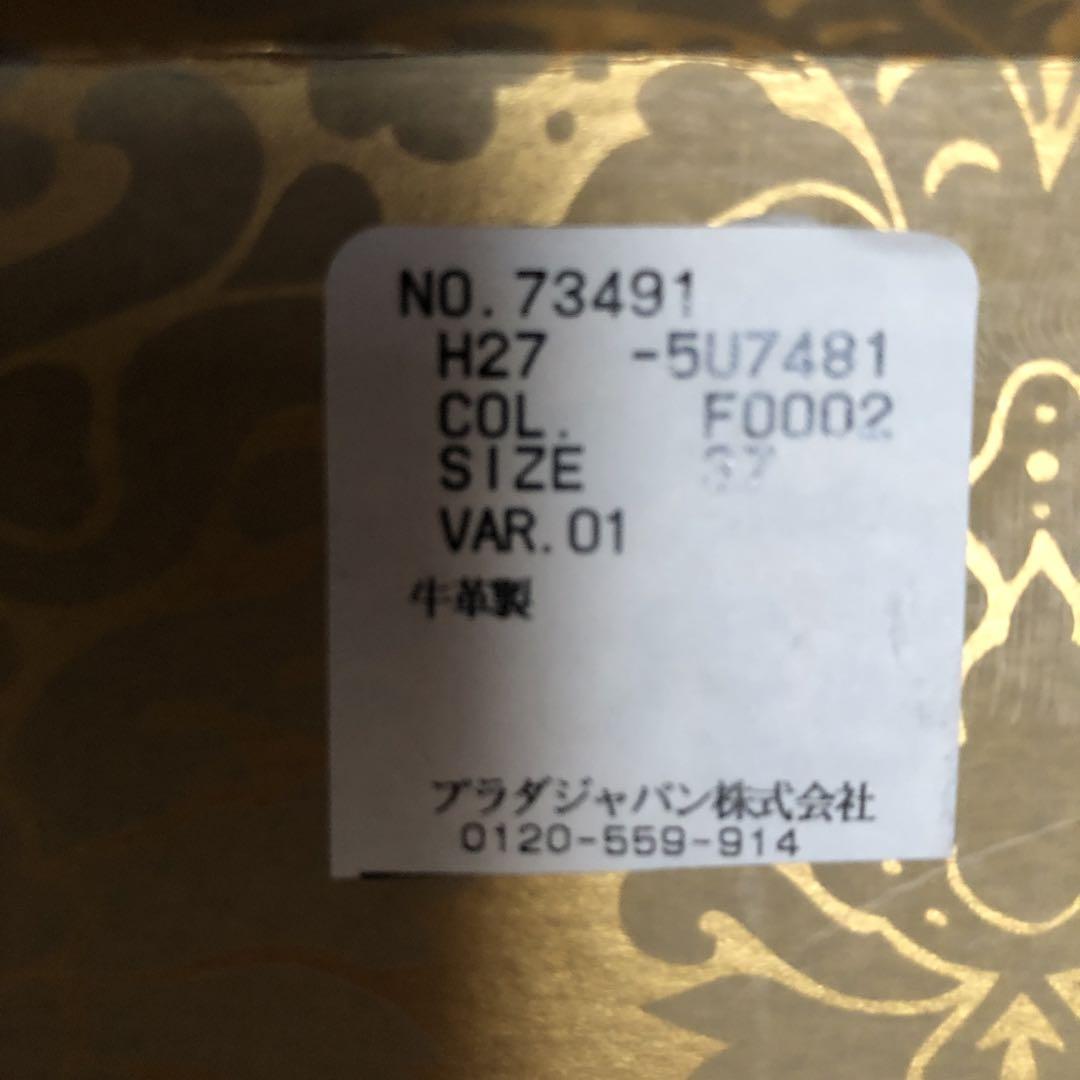 NO.73491
H27 -5U7481
COL. F0002
SIZE 37
VAR.01
牛革製
プラダジャパン株式会社
0120-559-914